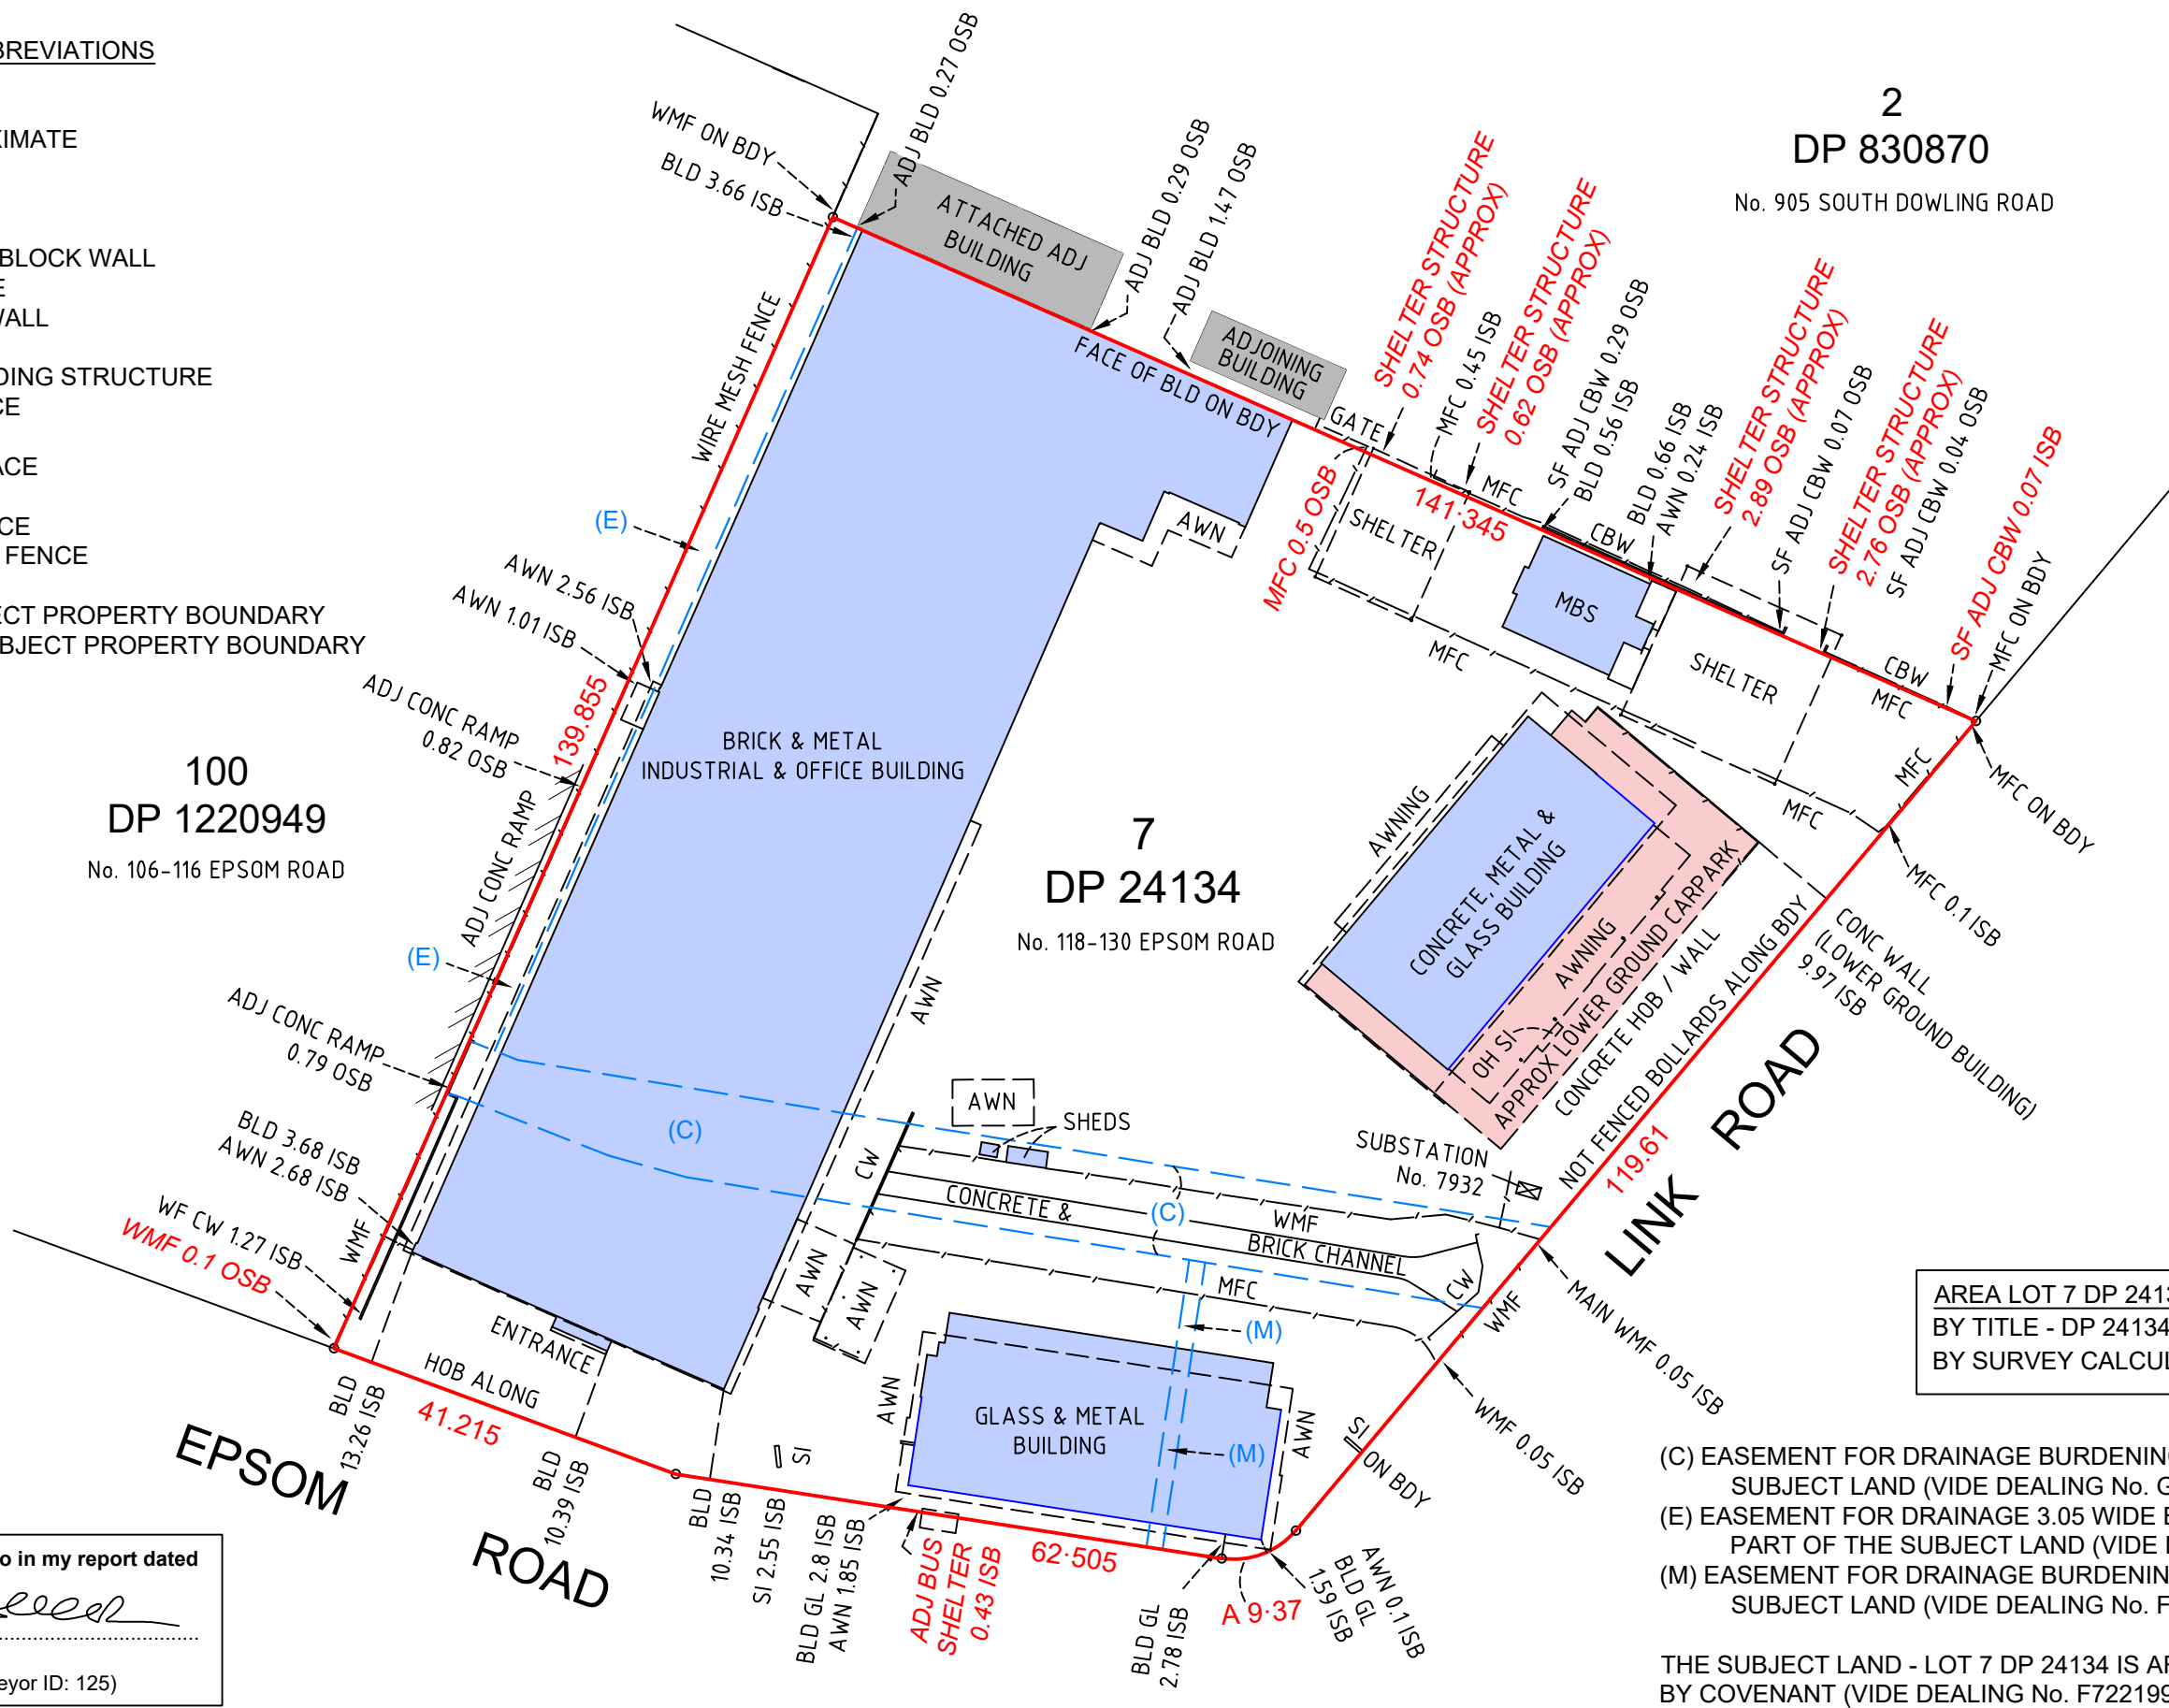 BREVIATIONS
XIMATE
BLOCK WALL
E
WALL
DING STRUCTURE
CE
ACE
CE
FENCE
ECT PROPERTY BOUNDARY
BJECT PROPERTY BOUNDARY
2
DP 830870
No. 905 SOUTH DOWLING ROAD
WMF ON BDY
BLD 3.66 ISB
ADJ BLD 0.27 OSB
ATTACHED ADJ
BUILDING
ADJ BLD 0.29 OSB
ADJ BLD 1.47 OSB
ADJOINING
BUILDING
FACE OF BLD ON BDY
GATE
SHELTER STRUCTURE
0.74 OSB (APPROX)
MFC 0.45 ISB
SHELTER STRUCTURE
0.62 OSB (APPROX)
SF ADJ CBW 0.29 OSB
BLD 0.56 ISB
BLD 0.66 ISB
AWN 0.24 ISB
SHELTER STRUCTURE
2.89 OSB (APPROX)
SF ADJ CBW 0.07 OSB
SHELTER STRUCTURE
2.76 OSB (APPROX)
SF ADJ CBW 0.04 OSB
SF ADJ CBW 0.07 ISB
MFC ON BDY
MFC 0.5 OSB
141·345
MFC
CBW
SHELTER
AWN
MBS
MFC
SHELTER
CBW
MFC
MFC
MFC ON BDY
MFC
MFC 0.1 ISB
WIRE MESH FENCE
(E)
AWN 2.56 ISB
AWN 1.01 ISB
ADJ CONC RAMP
0.82 OSB
139.855
ADJ CONC RAMP
BRICK & METAL
INDUSTRIAL & OFFICE BUILDING
100
DP 1220949
No. 106-116 EPSOM ROAD
7
DP 24134
No. 118-130 EPSOM ROAD
AWNING
CONCRETE, METAL &
GLASS BUILDING
AWNING
OH SI
APPROX LOWER GROUND CARPARK
CONCRETE HOB / WALL
NOT FENCED BOLLARDS ALONG BDY
CONC WALL
(LOWER GROUND BUILDING)
9.97 ISB
119.61
LINK ROAD
(E)
ADJ CONC RAMP
0.79 OSB
AWN
AWN
SHEDS
(C)
CW
CONCRETE &
BRICK CHANNEL
(C)
WMF
MFC
SUBSTATION
No. 7932
CW
WMF
MAIN WMF 0.05 ISB
WMF 0.05 ISB
BLD 3.68 ISB
AWN 2.68 ISB
WF CW 1.27 ISB
WMF 0.1 OSB
WMF
ENTRANCE
HOB ALONG
AWN
AWN
AWN
GLASS & METAL
BUILDING
(M)
(M)
AWN
SI
ON BDY
BLD
13.26 ISB
41.215
BLD
10.39 ISB
BLD
10.34 ISB
SI
SI 2.55 ISB
BLD GL 2.8 ISB
AWN 1.85 ISB
ADJ BUS
SHELTER
0.43 ISB
62·505
BLD GL
2.78 ISB
A 9·37
AWN 0.1 ISB
BLD GL
1.59 ISB
EPSOM
ROAD
AREA LOT 7 DP 2413
BY TITLE - DP 24134
BY SURVEY CALCUL
(C) EASEMENT FOR DRAINAGE BURDENING
SUBJECT LAND (VIDE DEALING No. G
(E) EASEMENT FOR DRAINAGE 3.05 WIDE B
PART OF THE SUBJECT LAND (VIDE
(M) EASEMENT FOR DRAINAGE BURDENIN
SUBJECT LAND (VIDE DEALING No. F
THE SUBJECT LAND - LOT 7 DP 24134 IS AF
BY COVENANT (VIDE DEALING No. F722199
o in my report dated
eyor ID: 125)